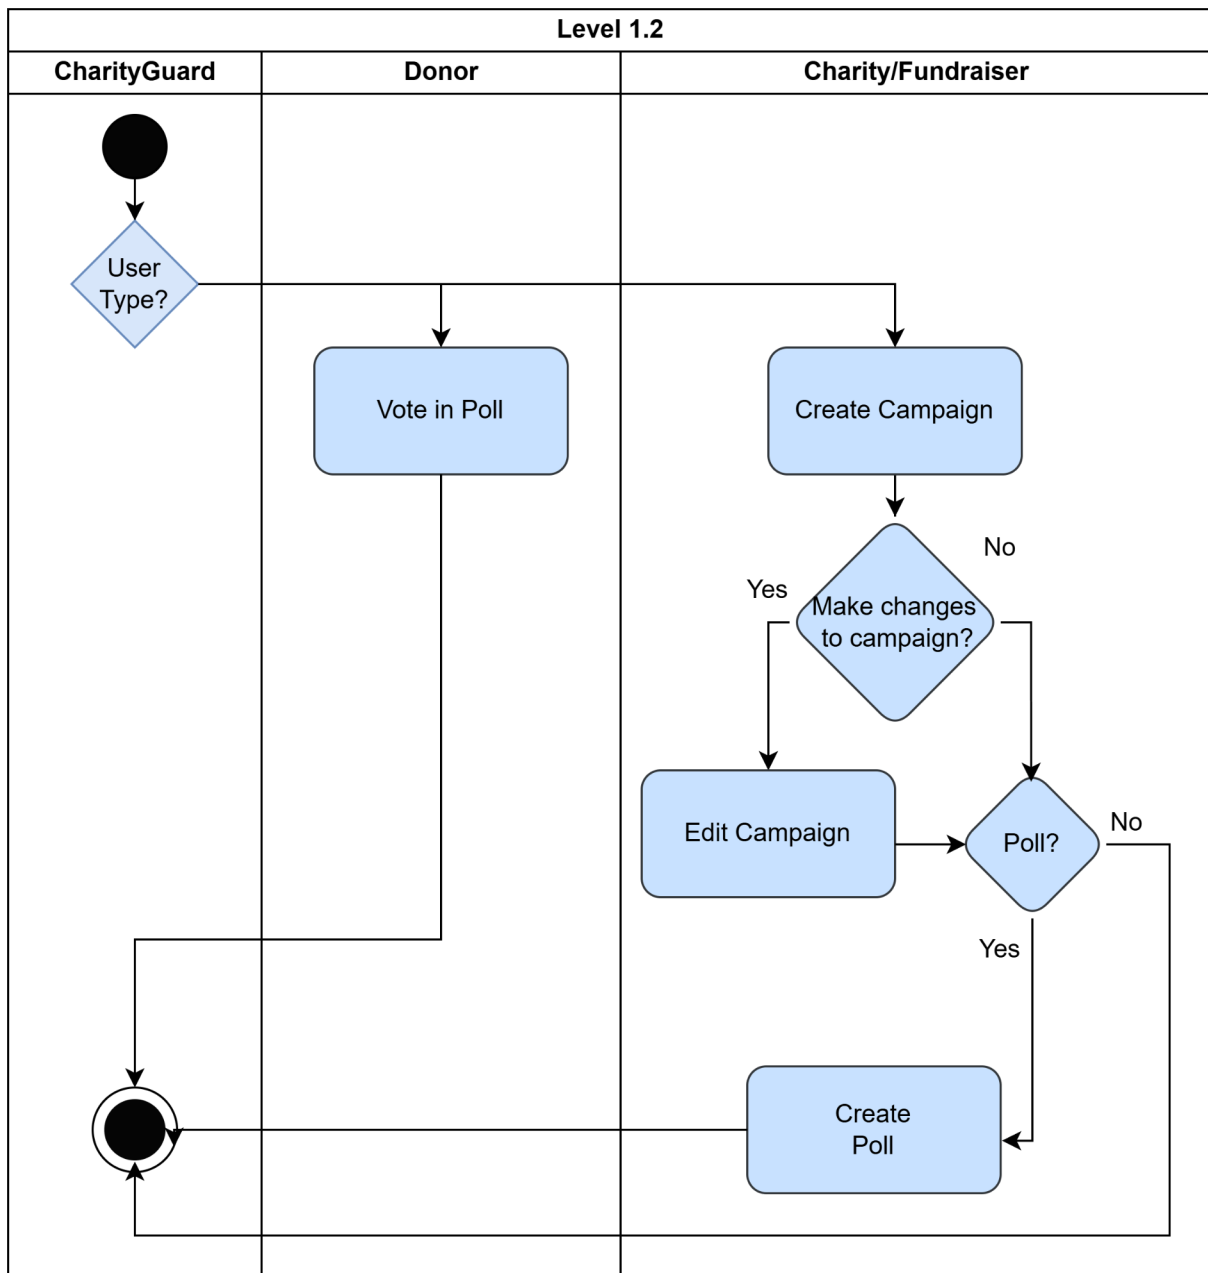 Level 1.2
CharityGuard
Donor
Charity/Fundraiser
User
Type?
Vote in Poll
Create Campaign
No
Yes
Make changes
to campaign?
Edit Campaign
Poll?
No
Yes
Create
Poll